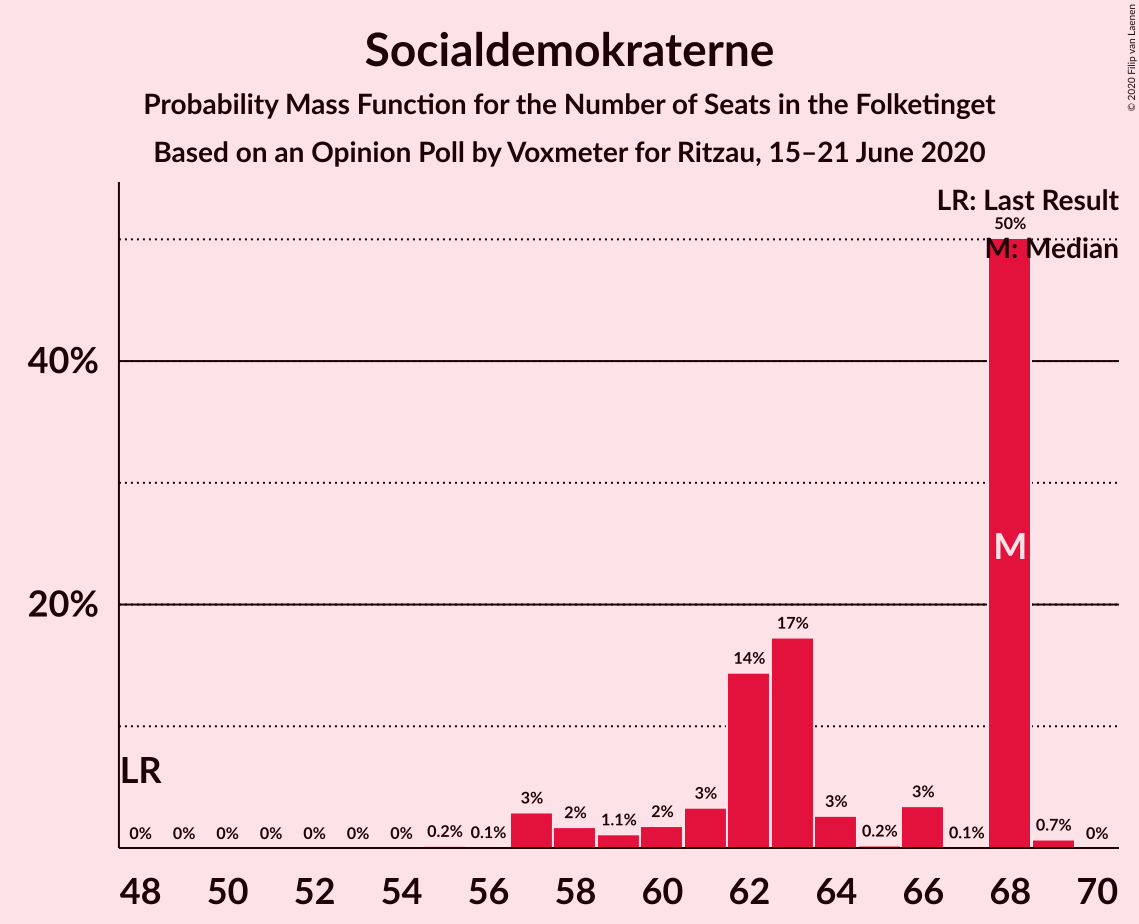 Socialdemokraterne
Probability Mass Function for the Number of Seats in the Folketinget
Based on an Opinion Poll by Voxmeter for Ritzau, 15–21 June 2020
© 2020 Filip van Laenen
LR: Last Result
50%
M: Median
40%
M
20%
17%
14%
LR
3%
3%
3%
3%
2%
2%
1.1%
0.7%
0% 0% 0% 0% 0% 0% 0% 0.2% 0.1% 0.2% 0.1% 0%
48 50 52 54 56 58 60 62 64 66 68 70